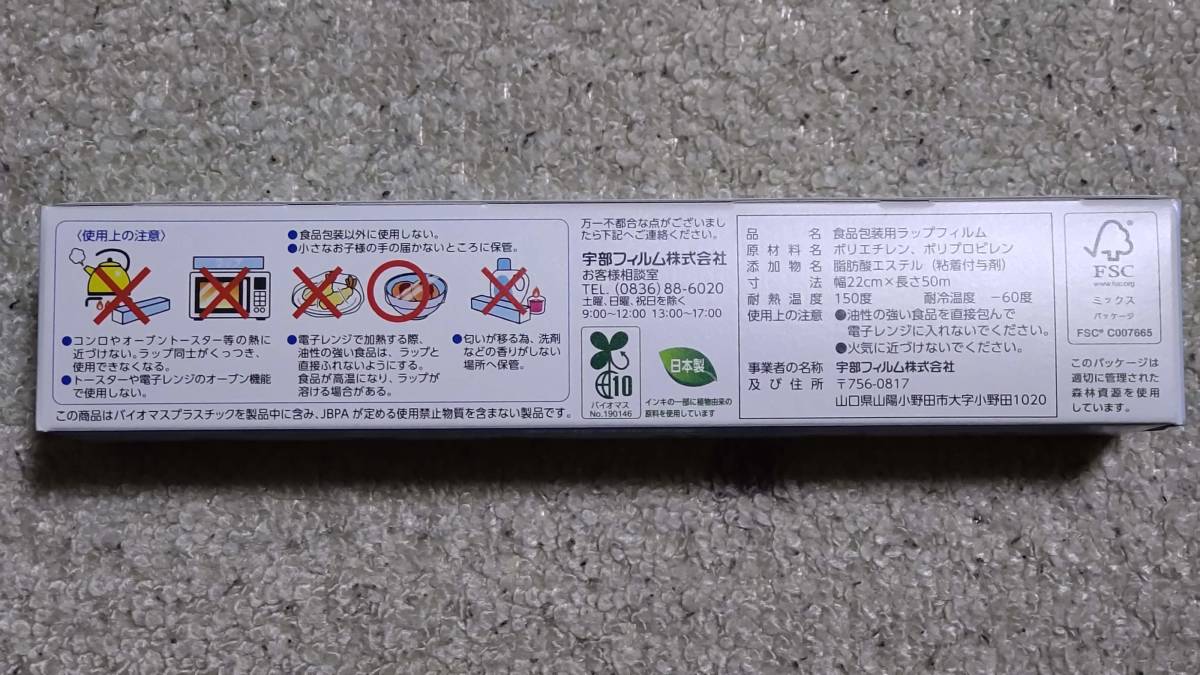 〈使用上の注意〉
●食品包装以外に使用しない。
●小さなお子様の手の届かないところに保管。
●コンロやオーブントースター等の熱に
近づけない。ラップ同士がくっつき、
使用できなくなる。
●トースターや電子レンジのオーブン機能
で使用しない。
●電子レンジで加熱する際、
油性の強い食品は、ラップと
直接ふれないようにする。
食品が高温になり、ラップが
溶ける場合がある。
●匂いが移る為、洗剤
などの香りがしない
場所へ保管。
この商品はバイオマスプラスチックを製品中に含み、JBPAが定める使用禁止物質を含まない製品です。
万一不都合な点がございまし
たら下記へご連絡ください。
宇部フィルム株式会社
お客様相談室
TEL. (0836) 88-6020
土曜、日曜、祝日を除く
9:00~12:00 13:00~17:00
10
バイオマス
No.190146
日本製
インキの一部に植物由来の
原料を使用しています
品名 食品包装用ラップフィルム
原材料名 ポリエチレン、ポリプロピレン
添加物名 脂肪酸エステル (粘着付与剤)
寸法 幅22cm×長さ50m
耐熱温度 150度 耐冷温度 -60度
使用上の注意 ●油性の強い食品を直接包んで
電子レンジに入れないでください。
●火気に近づけないでください。
事業者の名称 宇部フィルム株式会社
及び住所 〒756-0817
山口県山陽小野田市大字小野田1020
FSC
www.fsc.org
ミックス
パッケージ
FSC® C007665
このパッケージは
適切に管理された
森林資源を使用
しています。